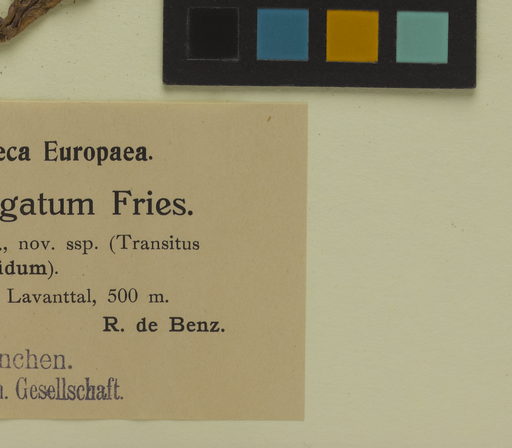 eca Europaea.
gatum Fries.
., nov. ssp. (Transitus
idum).
Lavanttal, 500 m.
R. de Benz.
nchen.
n. Gesellschaft.